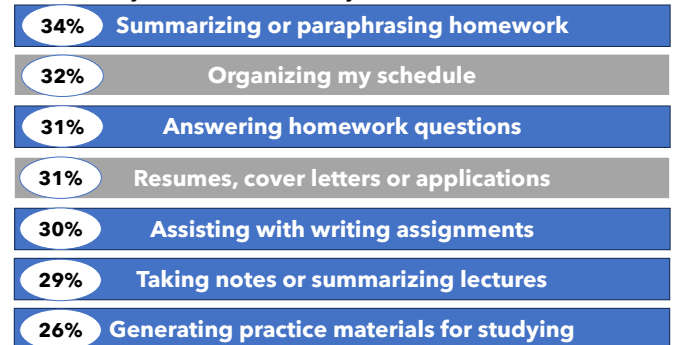 34% Summarizing or paraphrasing homework
32% Organizing my schedule
31% Answering homework questions
31% Resumes, cover letters or applications
30% Assisting with writing assignments
29% Taking notes or summarizing lectures
26% Generating practice materials for studying